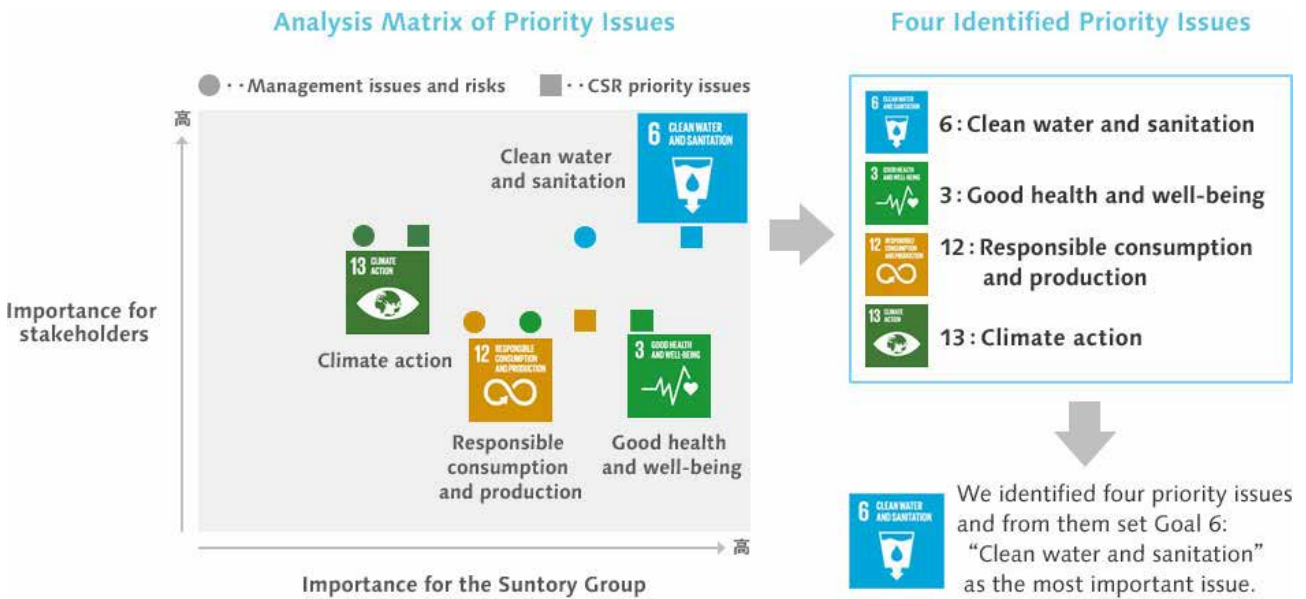 Analysis Matrix of Priority Issues
・・Management issues and risks
・・CSR priority issues
高
6 CLEAN WATER
AND SANITATION
Clean water
and sanitation
13 CLIMATE
ACTION
Climate action
Importance for
stakeholders
12 RESPONSIBLE
CONSUMPTION
AND PRODUCTION
Responsible
consumption
and production
3 GOOD HEALTH
AND WELL-BEING
Good health
and well-being
高
Importance for the Suntory Group
Four Identified Priority Issues
6 CLEAN WATER
AND SANITATION
6:Clean water and sanitation
3 GOOD HEALTH
AND WELL-BEING
3:Good health and well-being
12 RESPONSIBLE
CONSUMPTION
AND PRODUCTION
12:Responsible consumption
and production
13 CLIMATE
ACTION
13:Climate action
6 CLEAN WATER
AND SANITATION
We identified four priority issues
and from them set Goal 6:
“Clean water and sanitation”
as the most important issue.